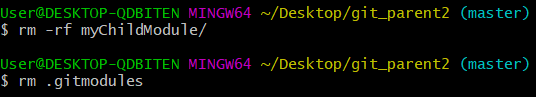 User@DESKTOP-QDBITEN MINGW64 ~/Desktop/git_parent2 (master)
$ rm -rf myChildModule/
User@DESKTOP-QDBITEN MINGW64 ~/Desktop/git_parent2 (master)
$ rm .gitmodules